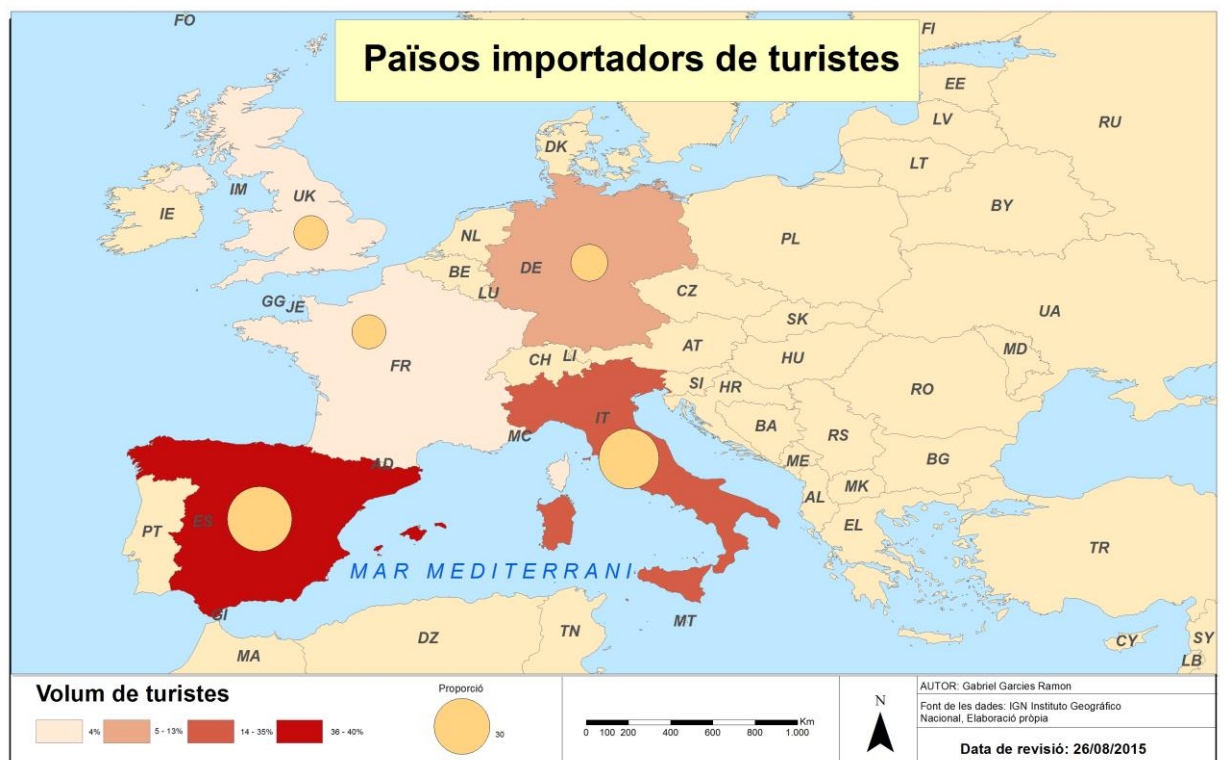 Països importadors de turistes
FO
FI
EE
LV
RU
DK
LT
IM
UK
BY
IE
NL
PL
BE
DE
LU
CZ
GG
JE
UA
SK
FR
CH
LI
AT
HU
MD
SI
HR
RO
IT
BA
RS
MC
ME
BG
AD
AL
MK
PT
ES
EL
TR
MAR MEDITERRANI
GI
MT
DZ
TN
CY
SY
MA
LB
Volum de turistes
4%
5 - 13%
14 - 35%
36 - 40%
Proporció
30
Km
0 100 200 400 600 800 1.000
N
AUTOR: Gabriel Garcies Ramon
Font de les dades: IGN Instituto Geográfico
Nacional, Elaboració pròpia
Data de revisió: 26/08/2015